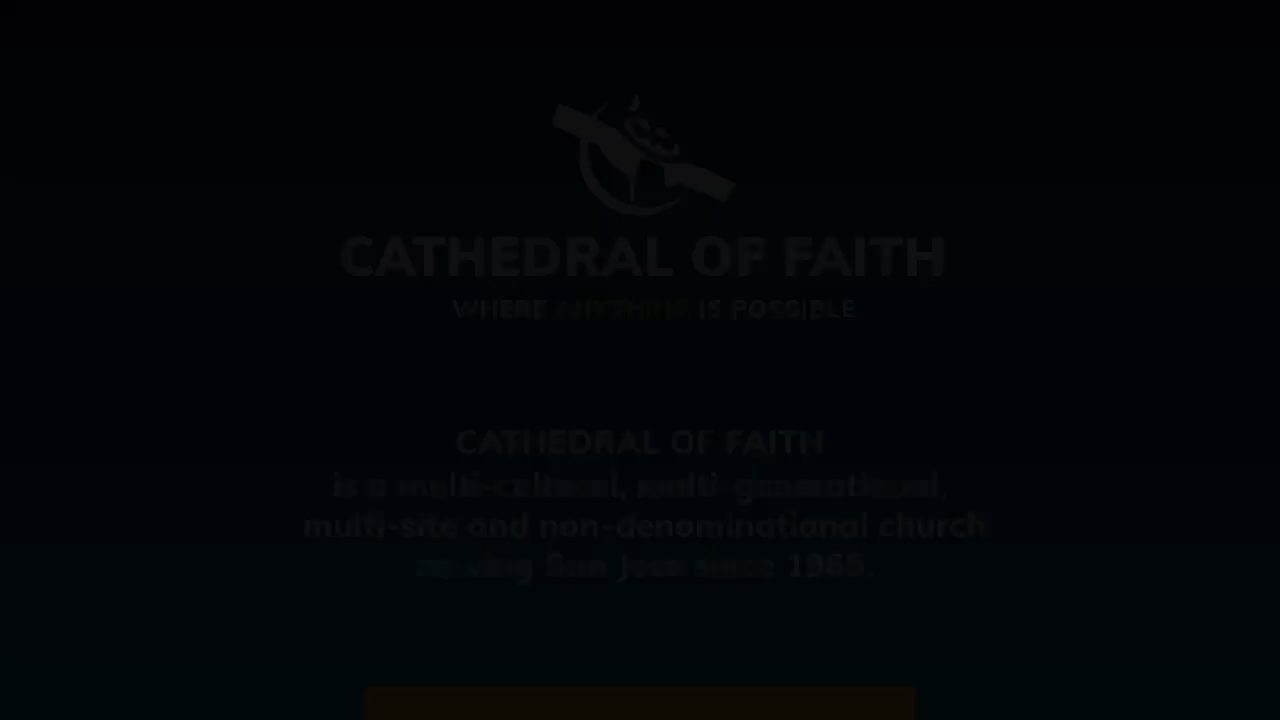 CATHEDRAL OF FAITH
WHERE ANYTHING IS POSSIBLE
CATHEDRAL OF FAITH
is a multi-cultural, multi-generational,
multi-site and non-denominational church
serving San Jose since 1965.